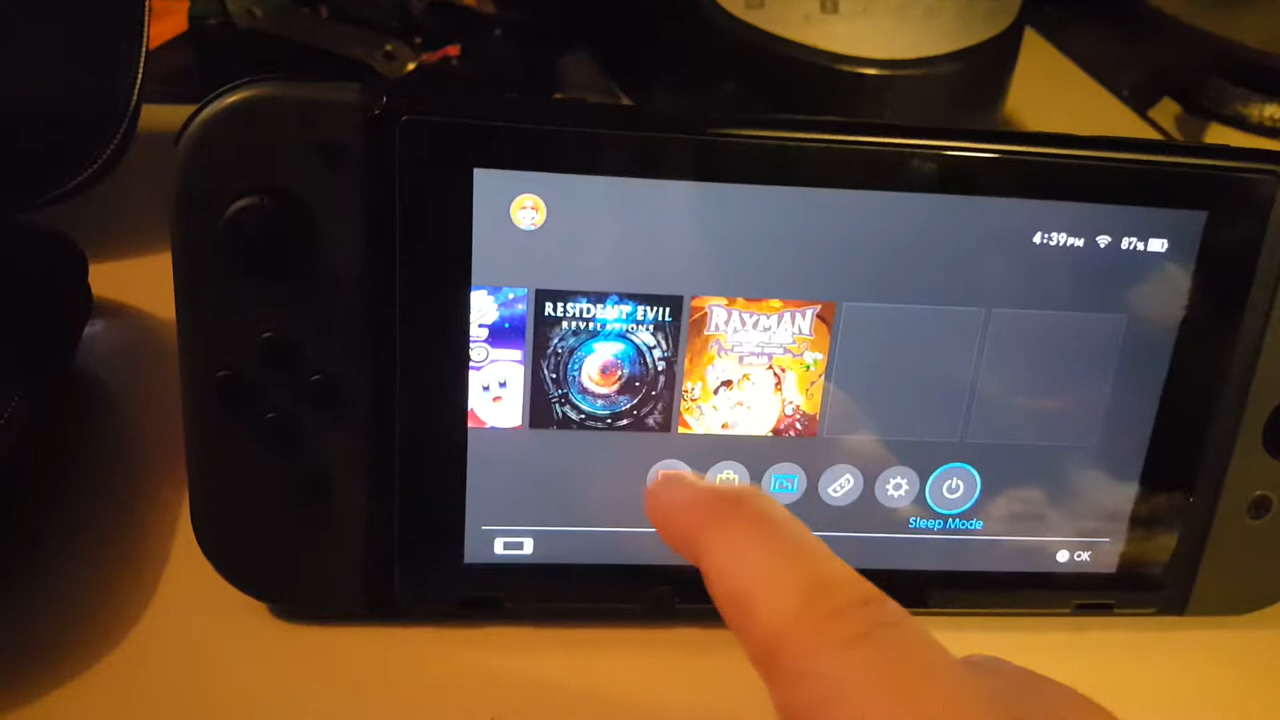 4:39PM 87%
RESIDENT EVIL
REVELATIONS
RAYMAN
Sleep Mode
OK